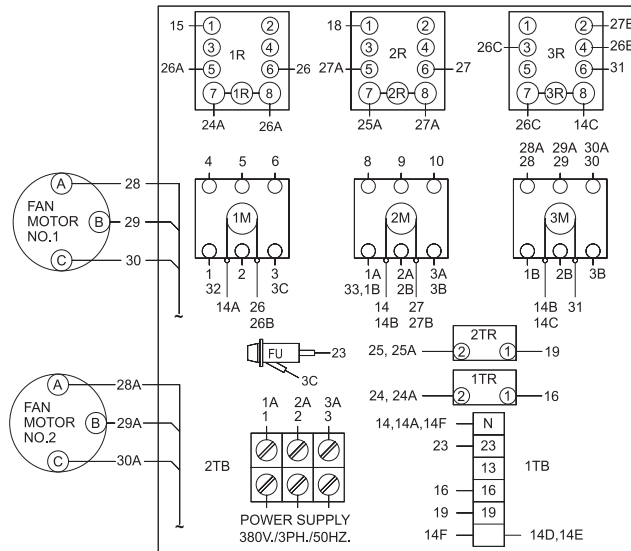 15 1 2 18 1 2 1 2 27B
3 1R 4 3 2R 4 26C 3 3R 4 26B
26A 5 6 26 27A 5 6 27 5 6 31
7 1R 8 7 2R 8 7 3R 8
24A 26A 25A 27A 26C 14C
28A 29A 30A
4 5 6 8 9 10 28 29 30
A 28
FAN
MOTOR
NO.1
B 29
C 30
1M 2M 3M
1 2 3 1A 2A 3A 1B 2B 3B
32 3C 33,1B 2B 3B
14A 26 14 27 14B 31
26B 14B 27B 14C
FU 23
3C
2TR
25, 25A 2 1 19
1TR
24, 24A 2 1 16
A 28A
FAN
MOTOR
NO.2
B 29A
C 30A
1A 2A 3A
1 2 3
2TB
POWER SUPPLY
380V./3PH./50HZ.
14,14A,14F N
23 23
13 1TB
16 16
19 19
14F 14D,14E